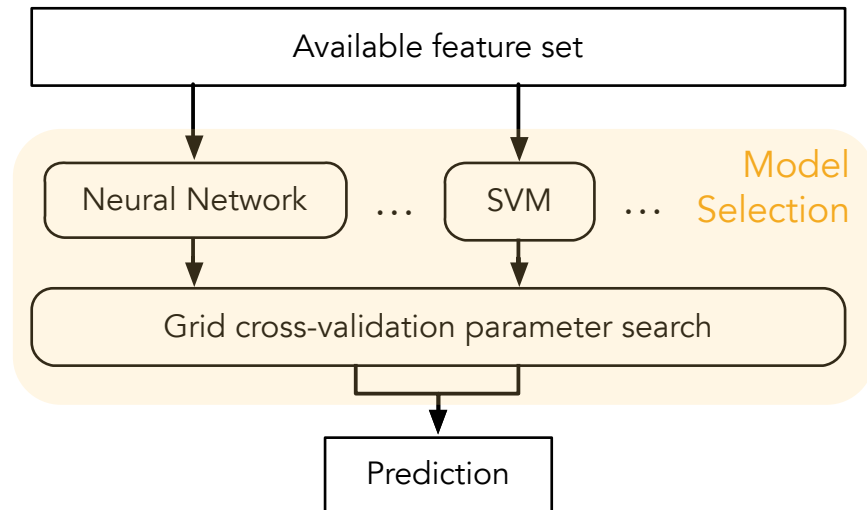 Available feature set
Model
Selection
Neural Network
...
SVM
...
Grid cross-validation parameter search
Prediction